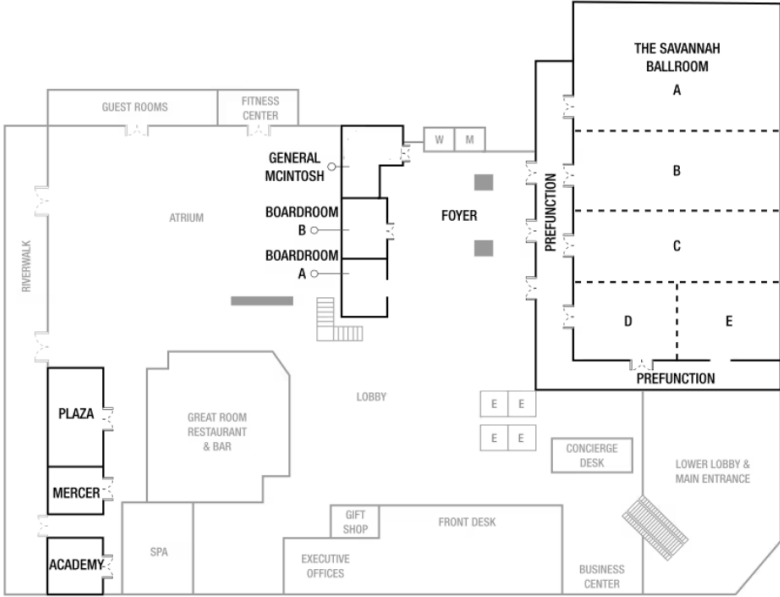 THE SAVANNAH
BALLROOM
A
GUEST ROOMS
FITNESS
CENTER
W
M
GENERAL
MCINTOSH
B
BOARDROOM
B
ATRIUM
FOYER
PREFUNCTION
RIVERWALK
BOARDROOM
A
C
D
E
PREFUNCTION
LOBBY
PLAZA
GREAT ROOM
RESTAURANT
& BAR
E
E
E
E
CONCIERGE
DESK
LOWER LOBBY &
MAIN ENTRANCE
MERCER
GIFT
SHOP
FRONT DESK
SPA
ACADEMY
EXECUTIVE
OFFICES
BUSINESS
CENTER